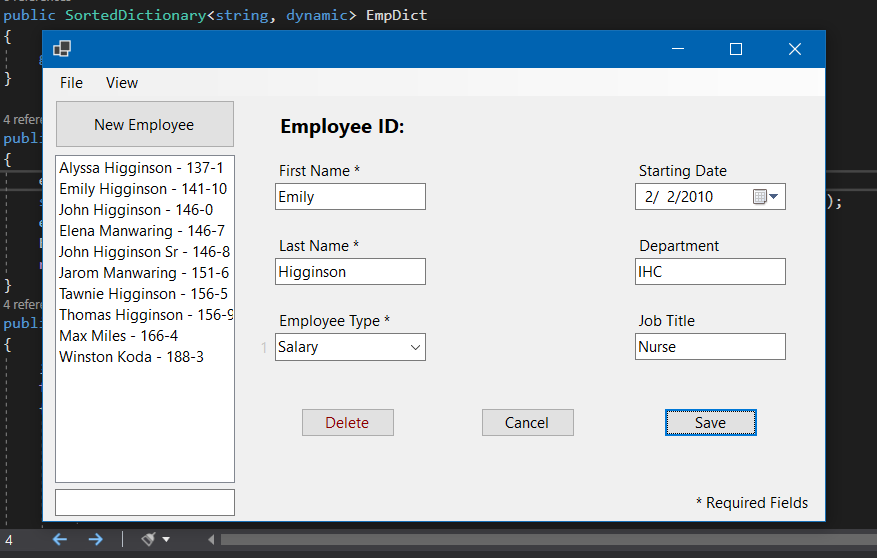 public SortedDictionary<string, dynamic> EmpDict
{
}
4 refere
publi
{
);
}
4 refere
publi
{
File View
New Employee
Alyssa Higginson - 137-1
Emily Higginson - 141-10
John Higginson - 146-0
Elena Manwaring - 146-7
John Higginson Sr - 146-8
Jarom Manwaring - 151-6
Tawnie Higginson - 156-5
Thomas Higginson - 156-9
Max Miles - 166-4
Winston Koda - 188-3
Employee ID:
First Name * Starting Date
Emily 2/ 2/2010
Last Name * Department
Higginson IHC
Employee Type * Job Title
1 Salary Nurse
Delete Cancel Save
* Required Fields
4